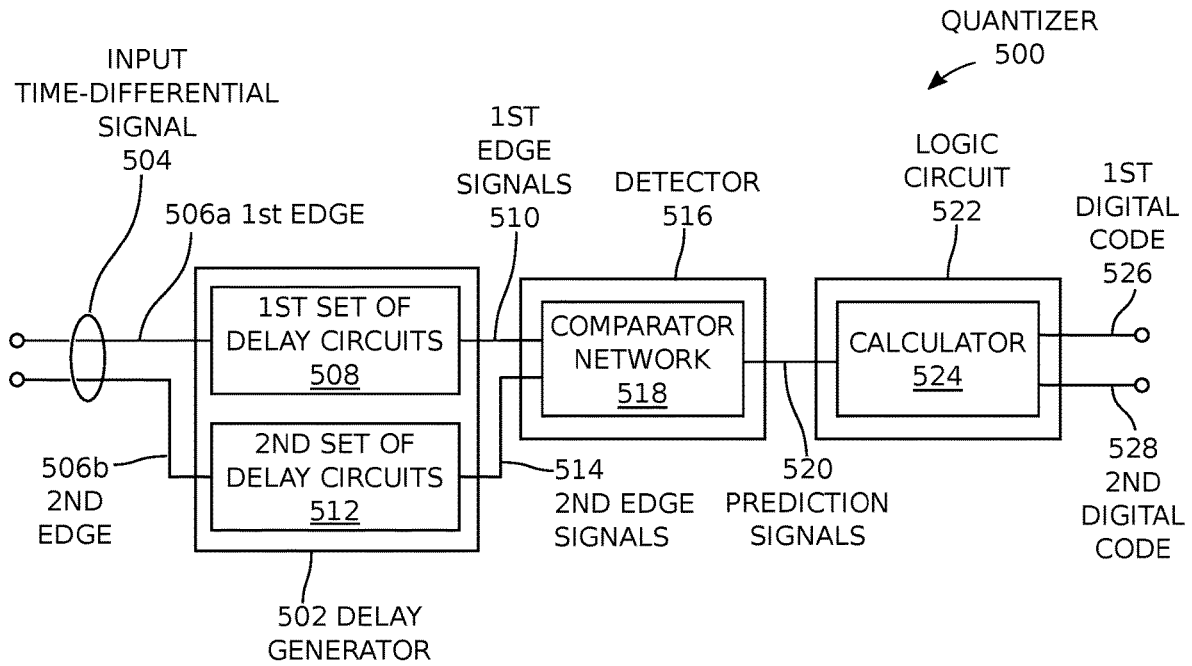 QUANTIZER
500
INPUT
TIME-DIFFERENTIAL
SIGNAL
504
506a 1st EDGE
1ST
EDGE
SIGNALS
510
DETECTOR
516
LOGIC
CIRCUIT
522
1ST
DIGITAL
CODE
526
1ST SET OF
DELAY CIRCUITS
508
COMPARATOR
NETWORK
518
CALCULATOR
524
2ND SET OF
DELAY CIRCUITS
512
506b
2ND
EDGE
514
2ND EDGE
SIGNALS
520
PREDICTION
SIGNALS
528
2ND
DIGITAL
CODE
502 DELAY
GENERATOR